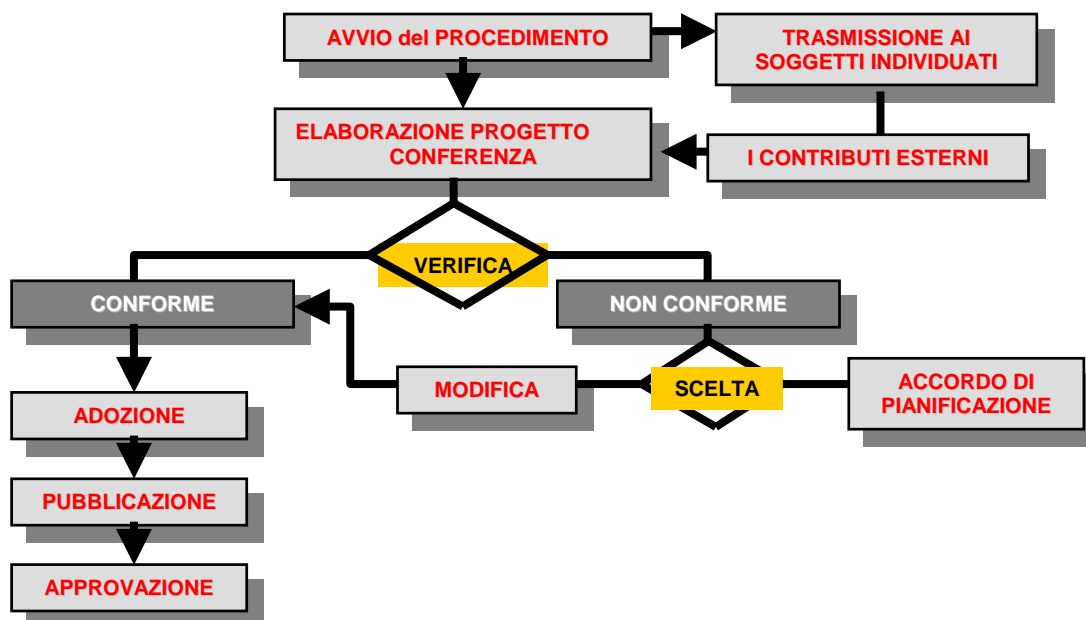 AVVIO del PROCEDIMENTO
TRASMISSIONE AI
SOGGETTI INDIVIDUATI
ELABORAZIONE PROGETTO
CONFERENZA
I CONTRIBUTI ESTERNI
VERIFICA
CONFORME
NON CONFORME
MODIFICA
SCELTA
ACCORDO DI
PIANIFICAZIONE
ADOZIONE
PUBBLICAZIONE
APPROVAZIONE